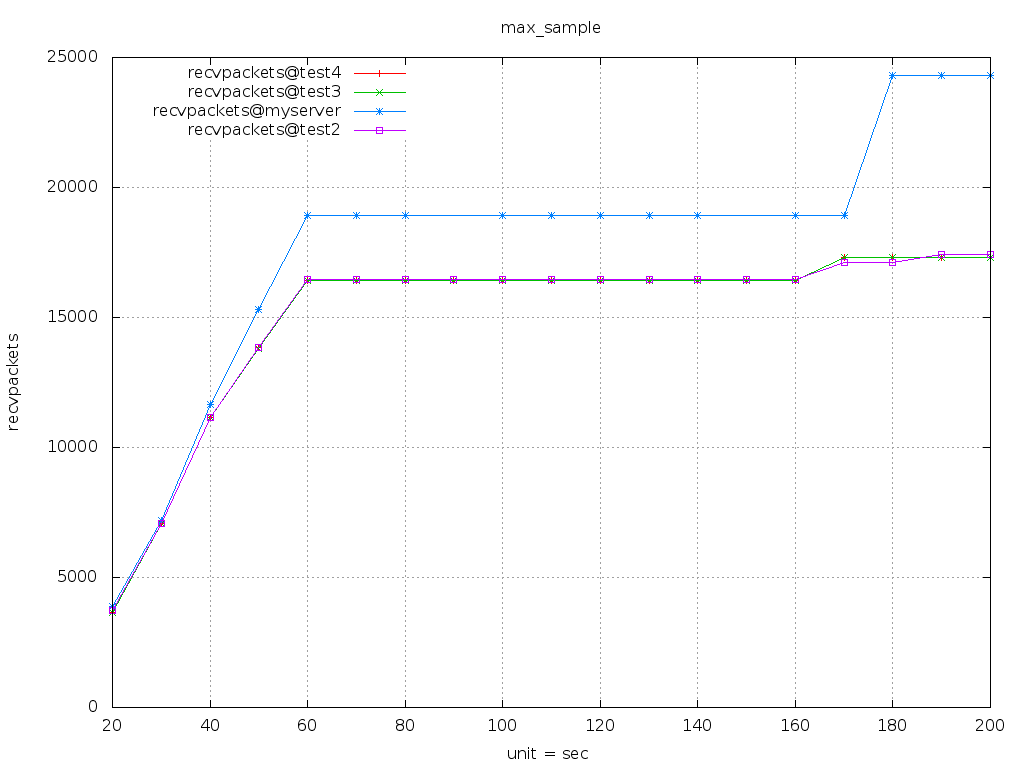 max_sample
25000
20000
15000
10000
5000
0
recvpackets
recvpackets@test4
recvpackets@test3
recvpackets@myserver
recvpackets@test2
20 40 60 80 100 120 140 160 180 200
unit = sec